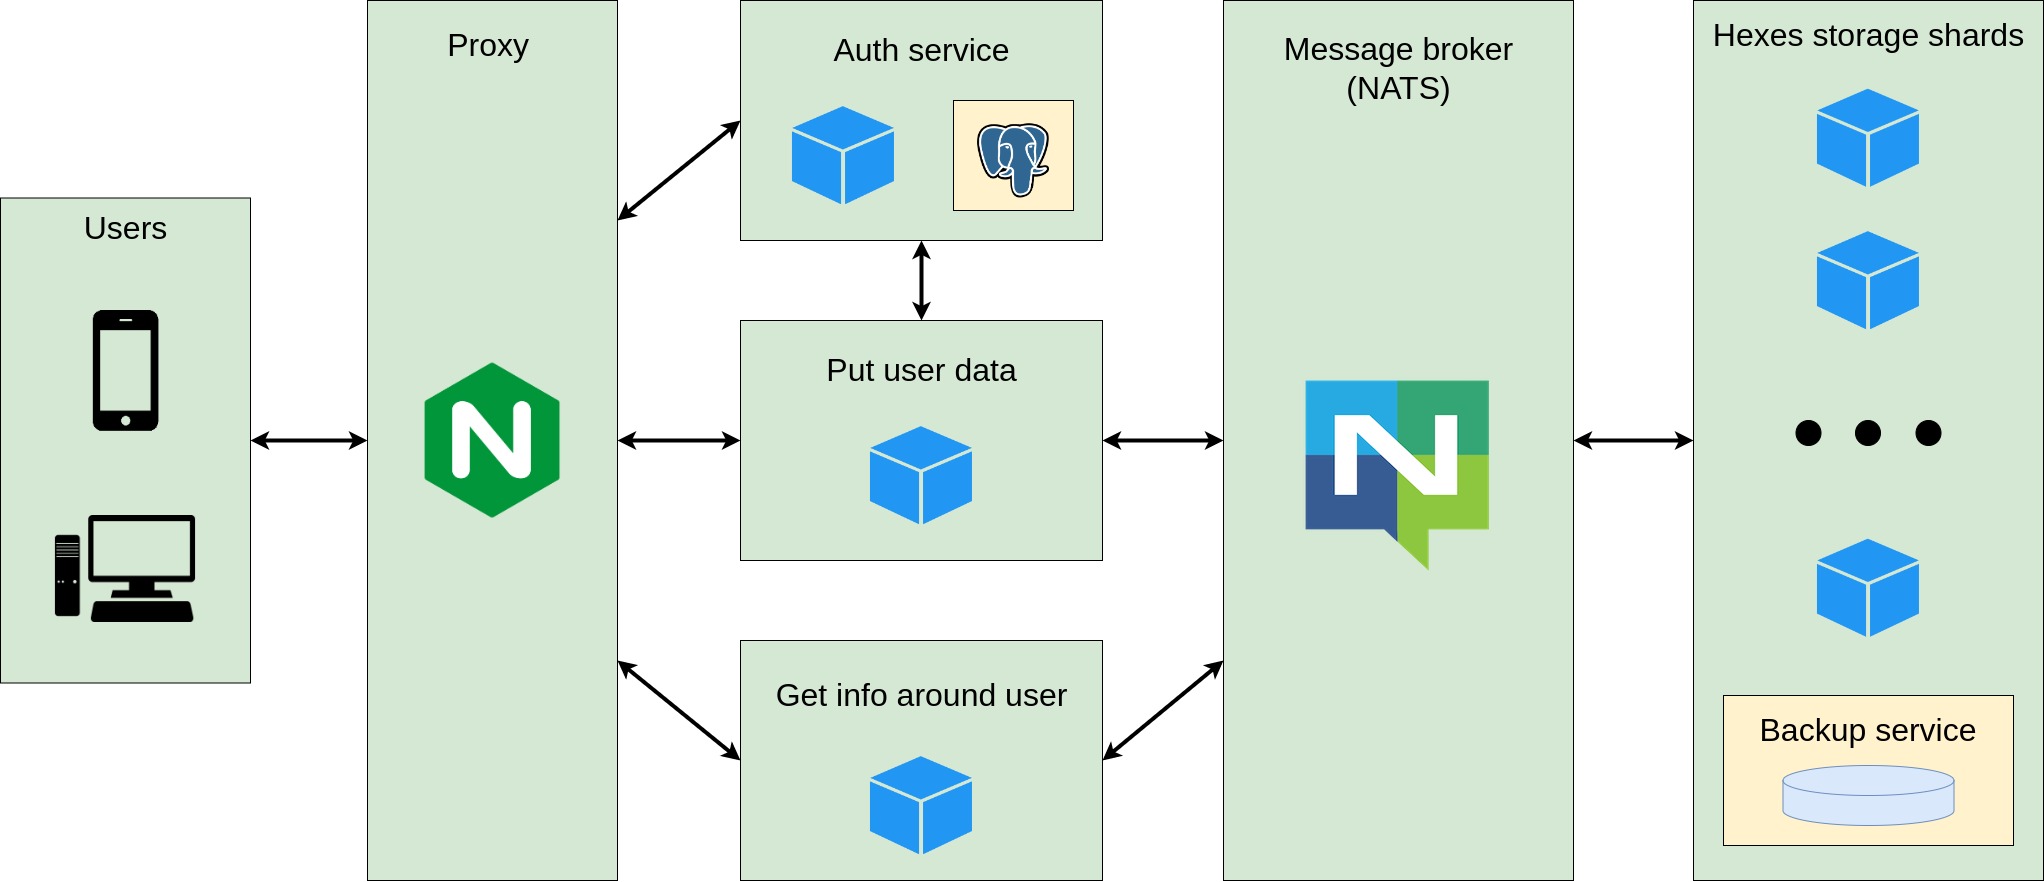 Users
Proxy
Auth service
Put user data
Get info around user
Message broker
(NATS)
Hexes storage shards
Backup service